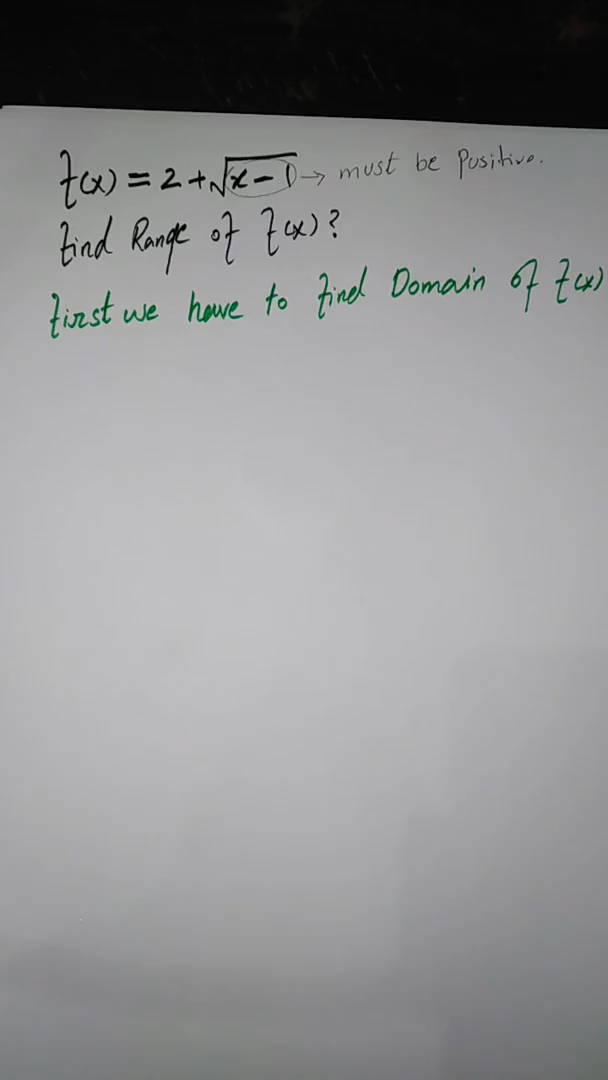 f(x) = 2 + √x - 1 → must be Positive.
find Range of f(x)?
first we have to find Domain of f(x)